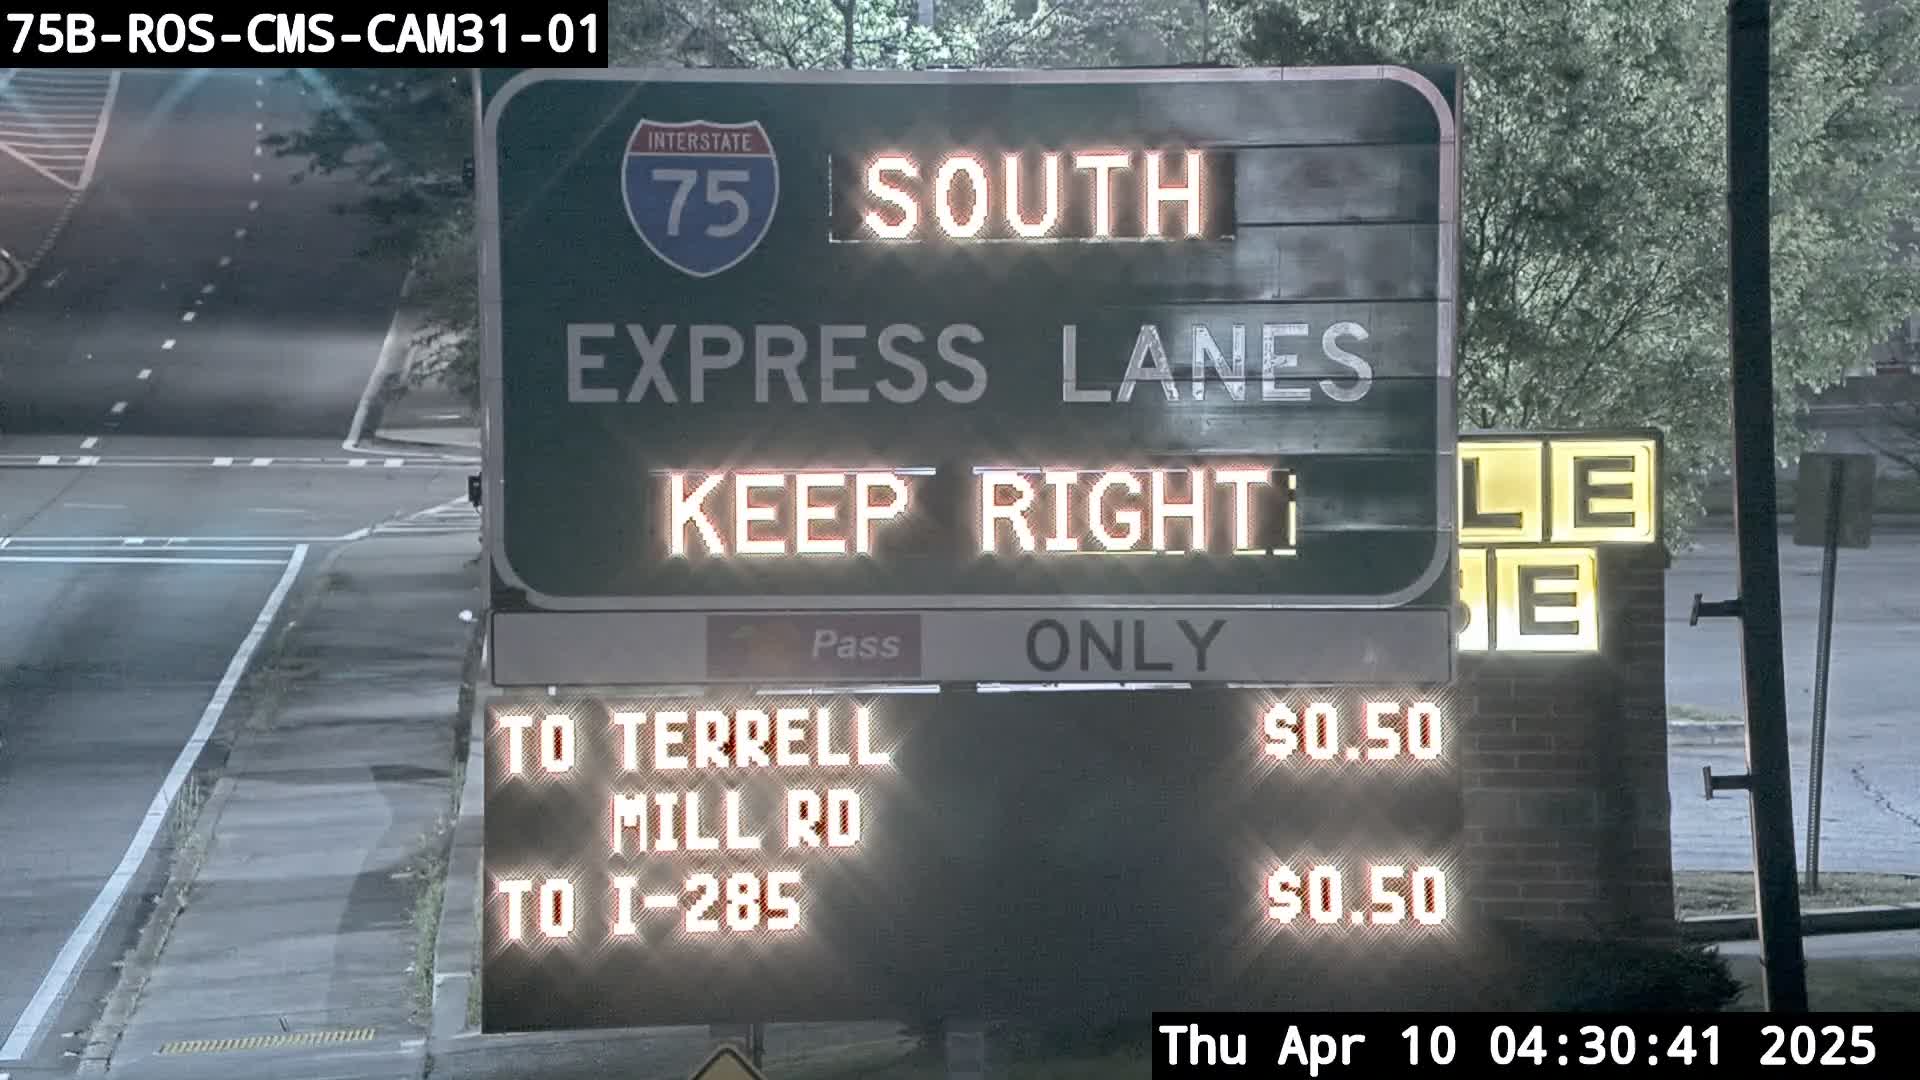 75B-ROS-CMS-CAM31-01
INTERSTATE
75
SOUTH
EXPRESS LANES
KEEP RIGHT
Pass ONLY
LE
E
TO TERRELL $0.50
MILL RD
TO I-285 $0.50
Thu Apr 10 04:30:41 2025